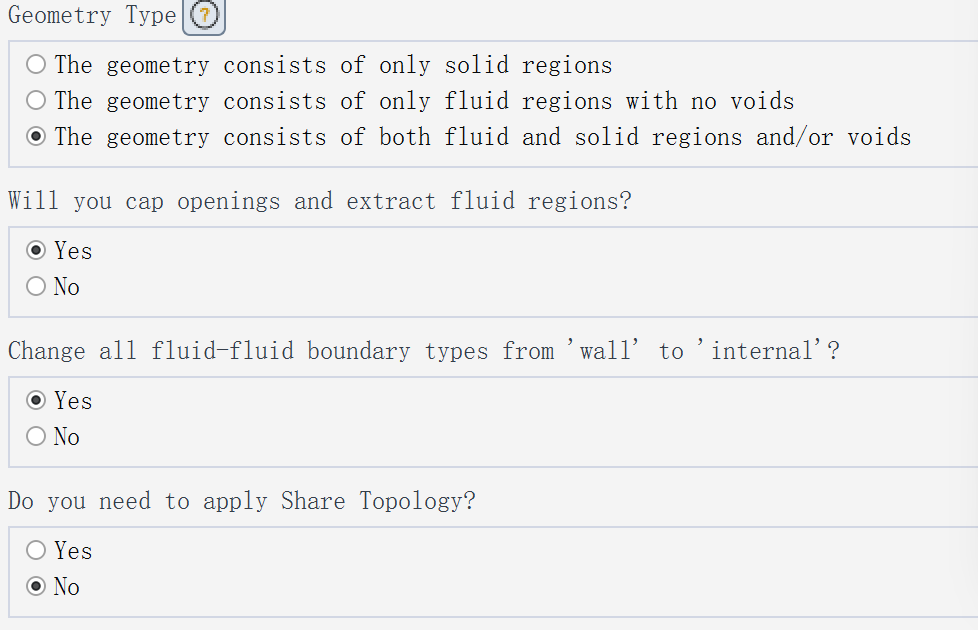 Geometry Type ?
The geometry consists of only solid regions
The geometry consists of only fluid regions with no voids
The geometry consists of both fluid and solid regions and/or voids
Will you cap openings and extract fluid regions?
Yes
No
Change all fluid-fluid boundary types from 'wall' to 'internal'?
Yes
No
Do you need to apply Share Topology?
Yes
No